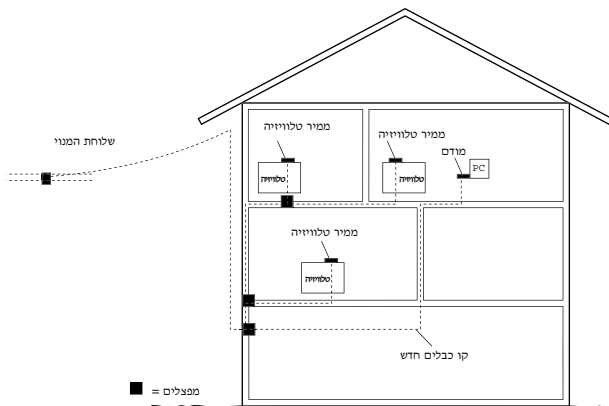 ממיר טלוויזיה
ממיר טלוויזיה
שלוחת המנוי
מודם
PC
טלוויזיה
טלוויזיה
ממיר טלוויזיה
טלוויזיה
קו כבלים חדש
מפצלים =